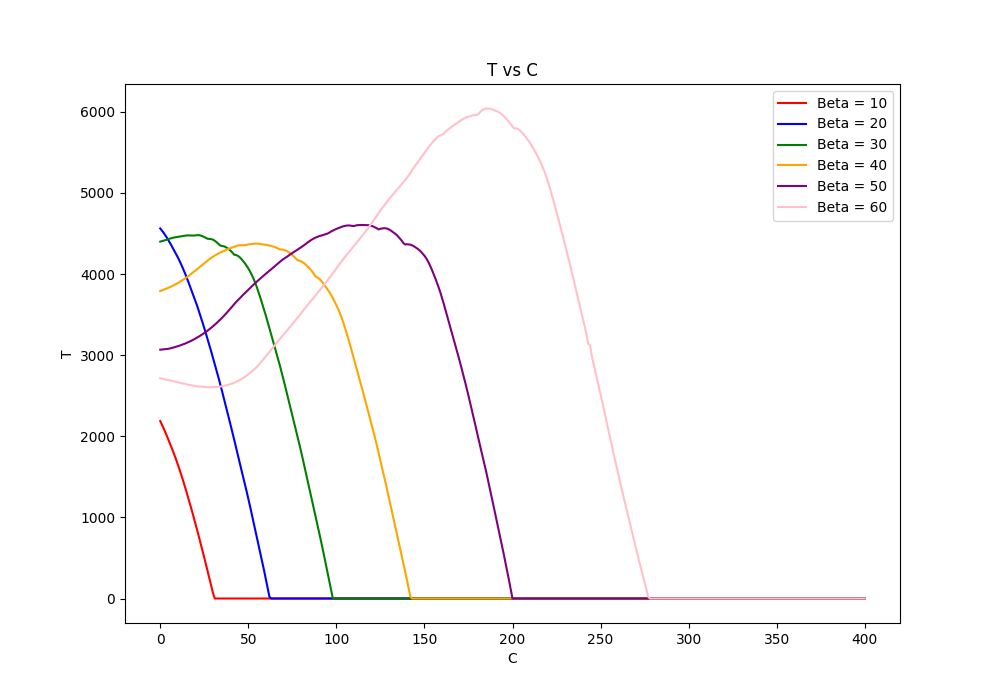 T vs C
Beta = 10
Beta = 20
Beta = 30
Beta = 40
Beta = 50
Beta = 60
6000
5000
4000
3000
2000
1000
0
T
0 50 100 150 200 250 300 350 400
C